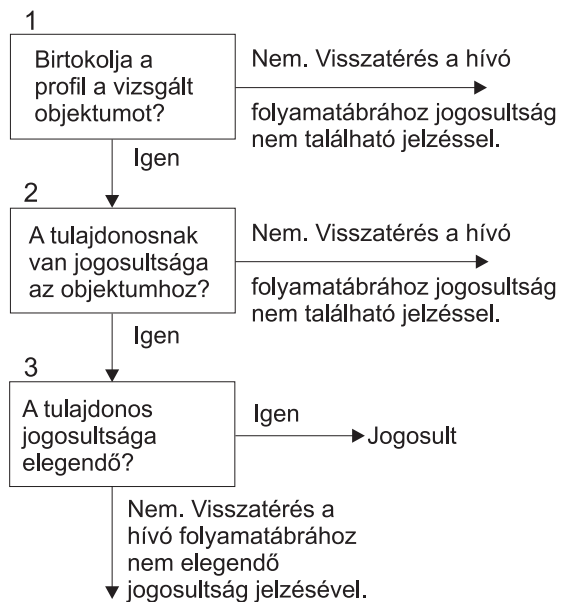 1
Birtokolja a
profil a vizsgált
objektumot?
Nem. Visszatérés a hívó
folyamatábrához jogosultság
nem található jelzéssel.
Igen
2
A tulajdonosnak
van jogosultsága
az objektumhoz?
Nem. Visszatérés a hívó
folyamatábrához jogosultság
nem található jelzéssel.
Igen
3
A tulajdonos
jogosultsága
elegendő?
Igen
Jogosult
Nem. Visszatérés a
hívó folyamatábrához
nem elegendő
jogosultság jelzésével.